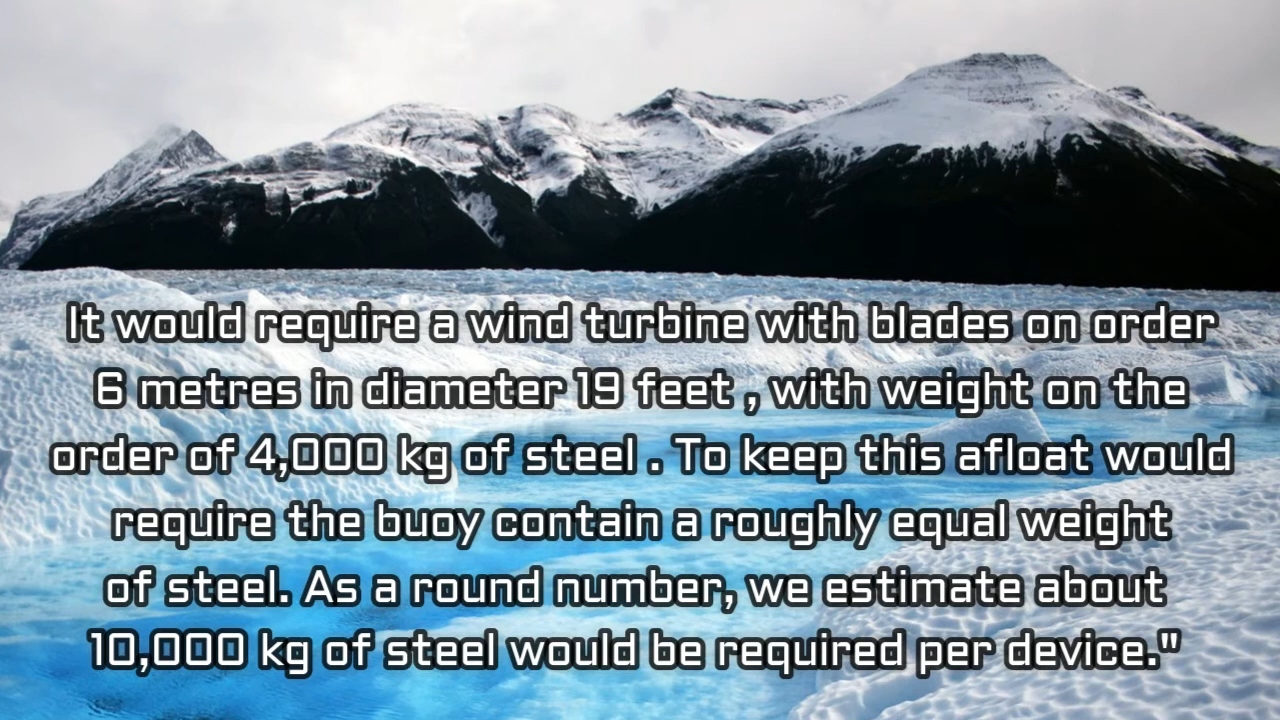 It would require a wind turbine with blades on order
6 metres in diameter 19 feet , with weight on the
order of 4,000 kg of steel . To keep this afloat would
require the buoy contain a roughly equal weight
of steel. As a round number, we estimate about
10,000 kg of steel would be required per device."